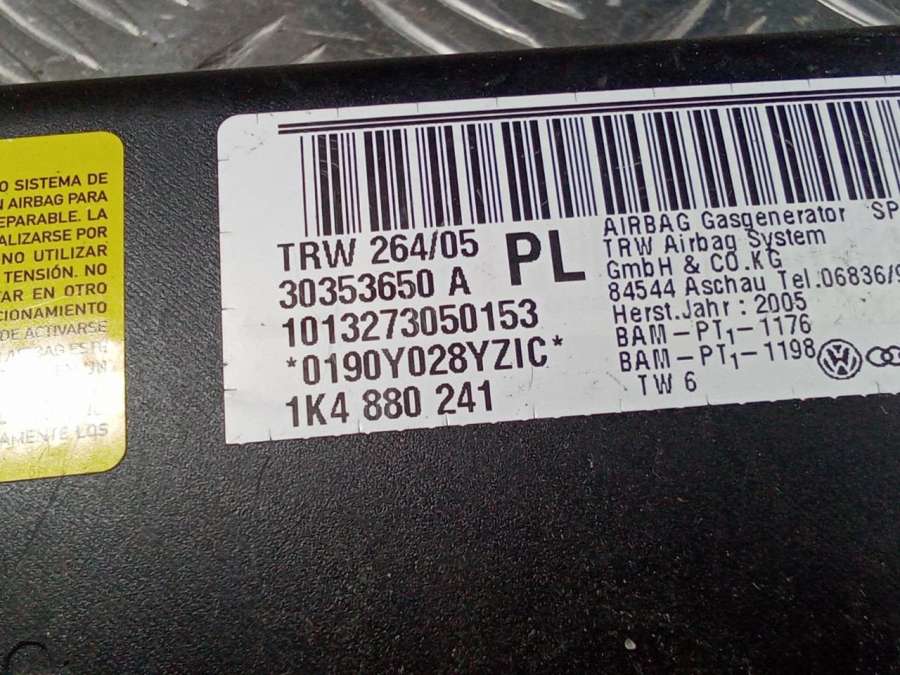 O SISTEMA DE
N AIRBAG PARA
EPARABLE. LA
ALIZARSE POR
NO UTILIZAR
TENSIÓN. NO
TAR EN OTRO
CIONAMIENTO
DE ACTIVARSE
AMENTE LOS
TRW 264/05
30353650 A
1013273050153
*0190Y028YZIC*
1K4 880 241
PL
AIRBAG Gasgenerator 'SP
TRW Airbag System
GmbH & CO.KG
84544 Aschau Tel.06836/9
Herst.Jahr: 2005
BAM-PT1-1176
BAM-PT1-1198
TW 6